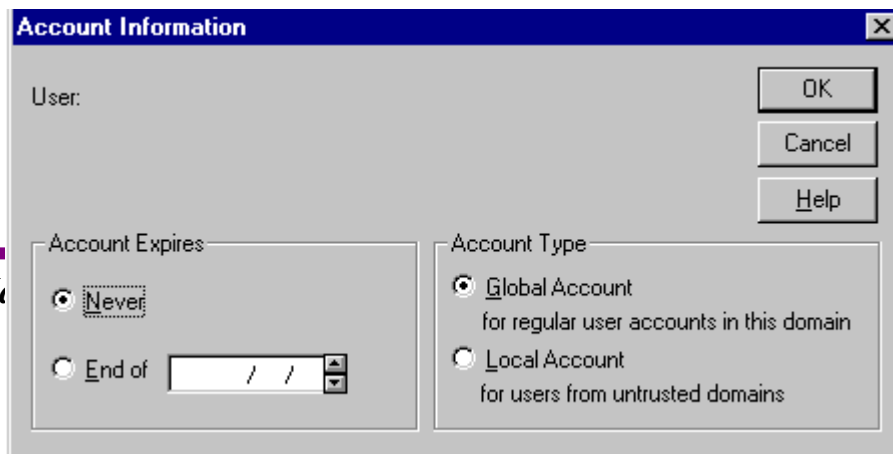 Account Information
User:
OK
Cancel
Help
Account Expires
Never
End of / /
Account Type
Global Account
for regular user accounts in this domain
Local Account
for users from untrusted domains